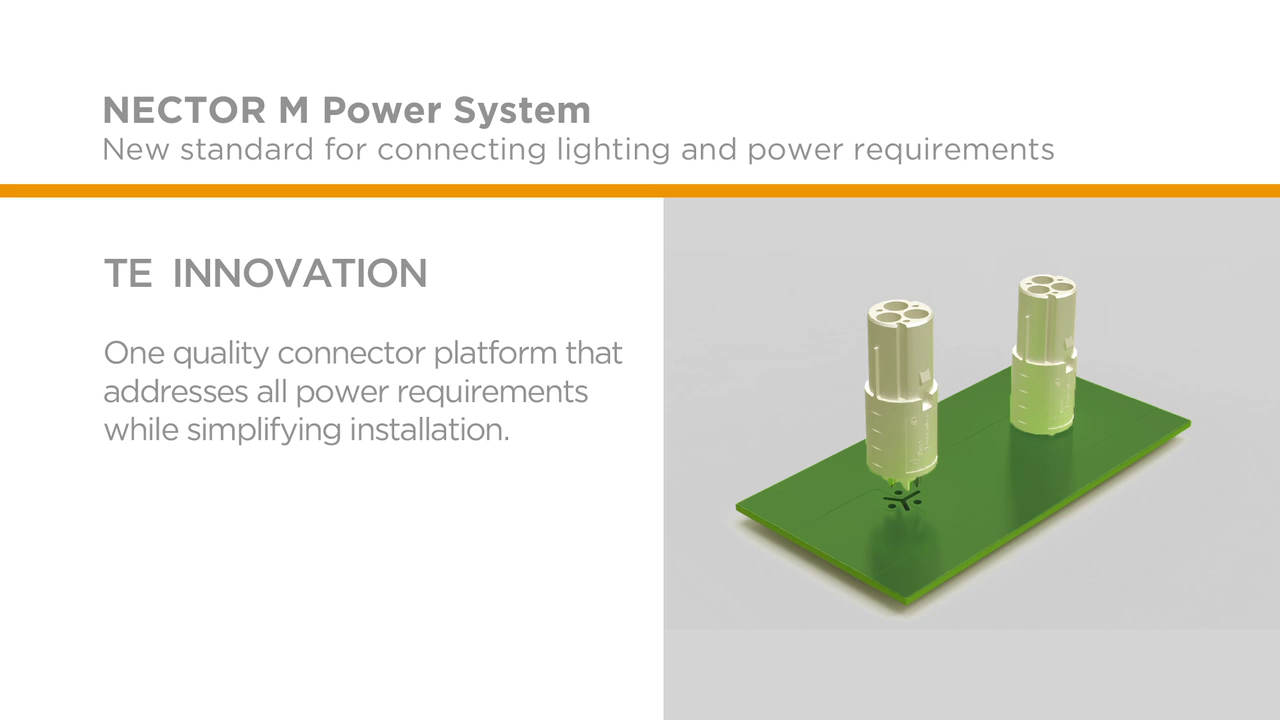 NECTOR M Power System
New standard for connecting lighting and power requirements
TE INNOVATION
One quality connector platform that
addresses all power requirements
while simplifying installation.